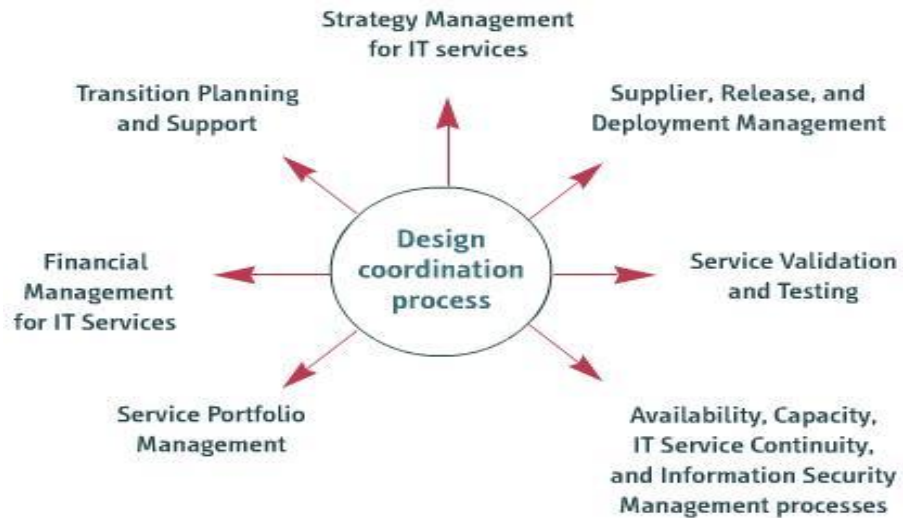 Strategy Management
for IT services
Transition Planning
and Support
Supplier, Release, and
Deployment Management
Design
coordination
process
Financial
Management
for IT Services
Service Validation
and Testing
Service Portfolio
Management
Availability, Capacity,
IT Service Continuity,
and Information Security
Management processes